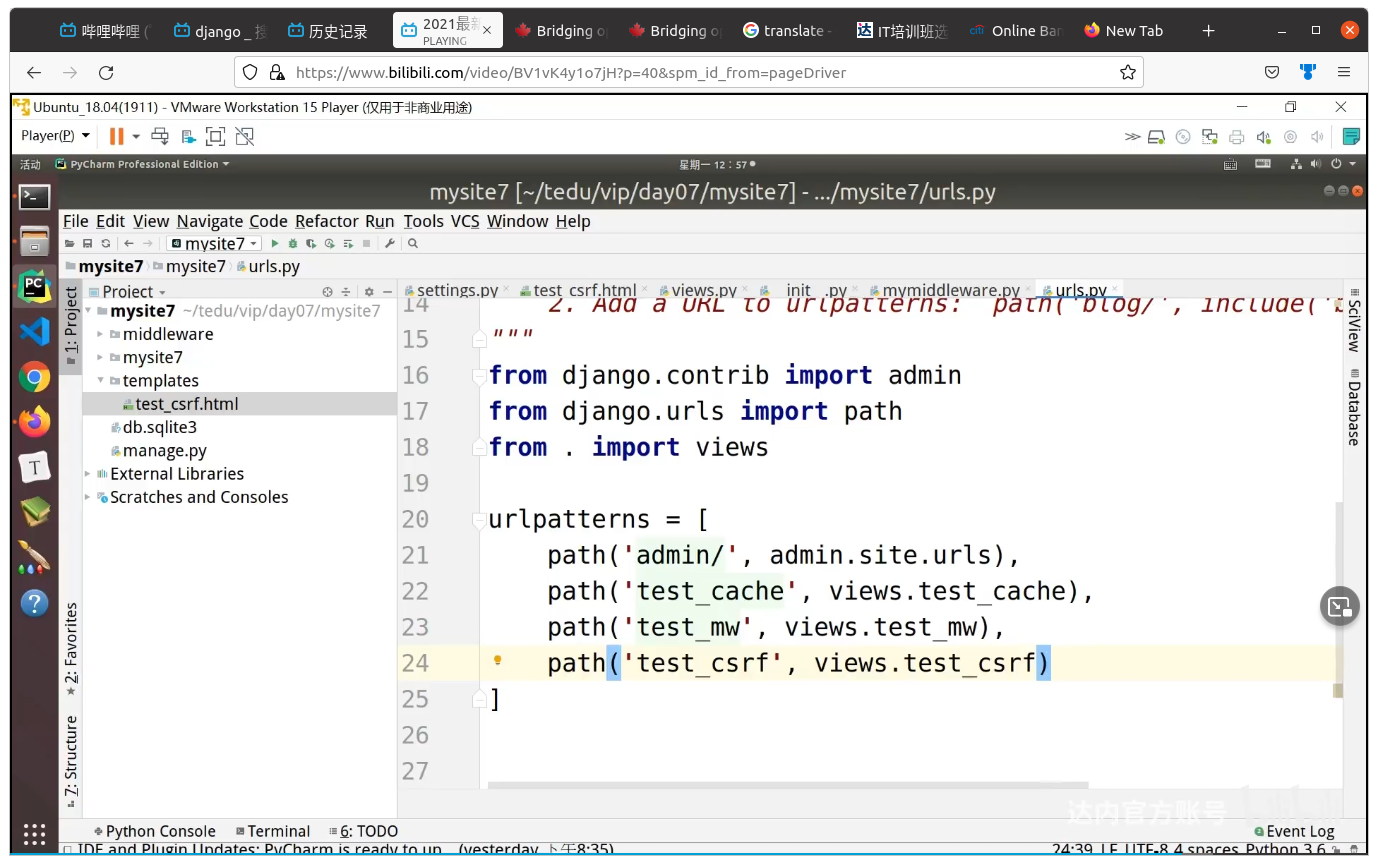 哔哩哔哩 (
django _ 搜
历史记录
2021最新
PLAYING
Bridging o
Bridging o
translate -
IT培训班选
Online Ban
New Tab
https://www.bilibili.com/video/BV1vK4y1o7jH?p=40&spm_id_from=pageDriver
Ubuntu_18.04(1911) - VMware Workstation 15 Player (仅用于非商业用途)
Player(P)
活动
PyCharm Professional Edition
星期一 12：57
mysite7 [~/tedu/vip/day07/mysite7] - .../mysite7/urls.py
File Edit View Navigate Code Refactor Run Tools VCS Window Help
mysite7
mysite7 mysite7 urls.py
Project
settings.py test_csrf.html views.py __init__.py mymiddleware.py urls.py
1: Project
2: Favorites
7: Structure
mysite7 ~/tedu/vip/day07/mysite7
middleware
mysite7
templates
test_csrf.html
db.sqlite3
manage.py
External Libraries
Scratches and Consoles
14 2. Add a URL to urlpatterns: path('blog/', include('b
15 """
16 from django.contrib import admin
17 from django.urls import path
18 from . import views
19
20 urlpatterns = [
21 path('admin/', admin.site.urls),
22 path('test_cache', views.test_cache),
23 path('test_mw', views.test_mw),
24 path('test_csrf', views.test_csrf)
25 ]
26
27
SciView
Database
达内官方账号
Python Console Terminal 6: TODO
Event Log
IDE and Plugin Updates: PyCharm is ready to up... (yesterday 下午8:35)
24:39 LF UTF-8 4 spaces Python 3.6